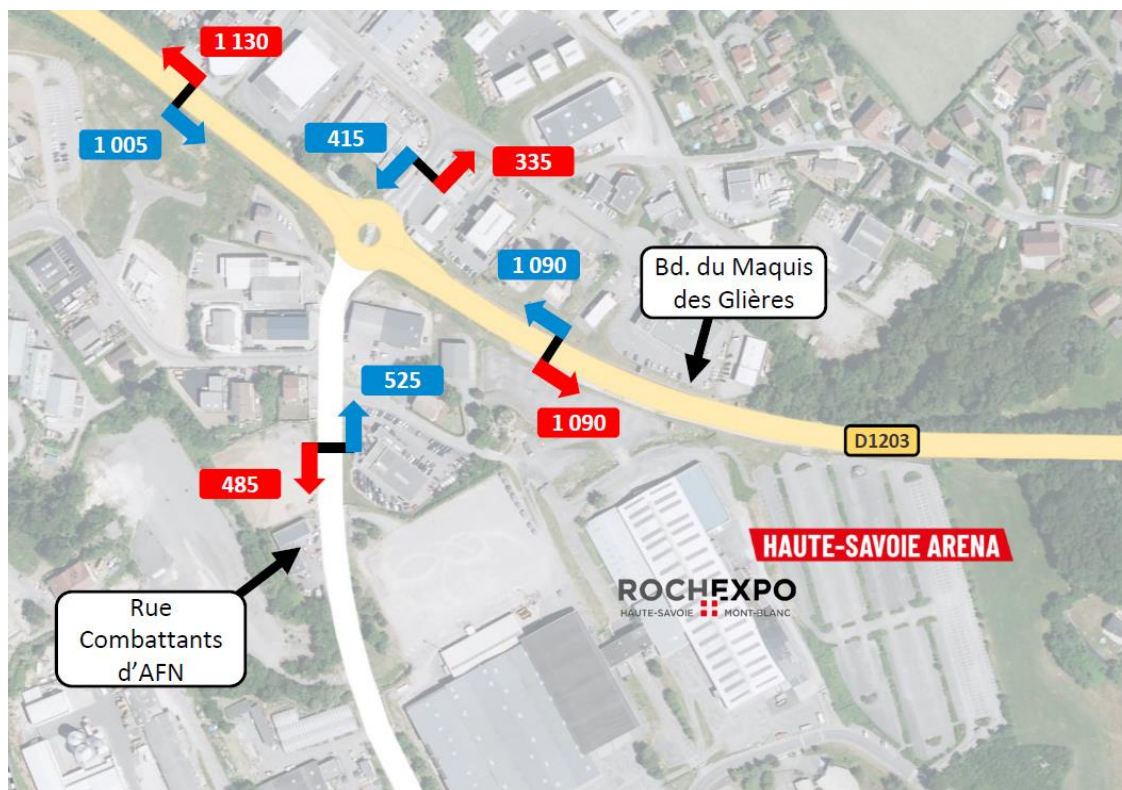 1 130
1 005
415
335
1 090
Bd. du Maquis
des Glières
525
1 090
D1203
485
HAUTE-SAVOIE ARENA
ROCHEXPO
HAUTE-SAVOIE MONT-BLANC
Rue
Combattants
d'AFN